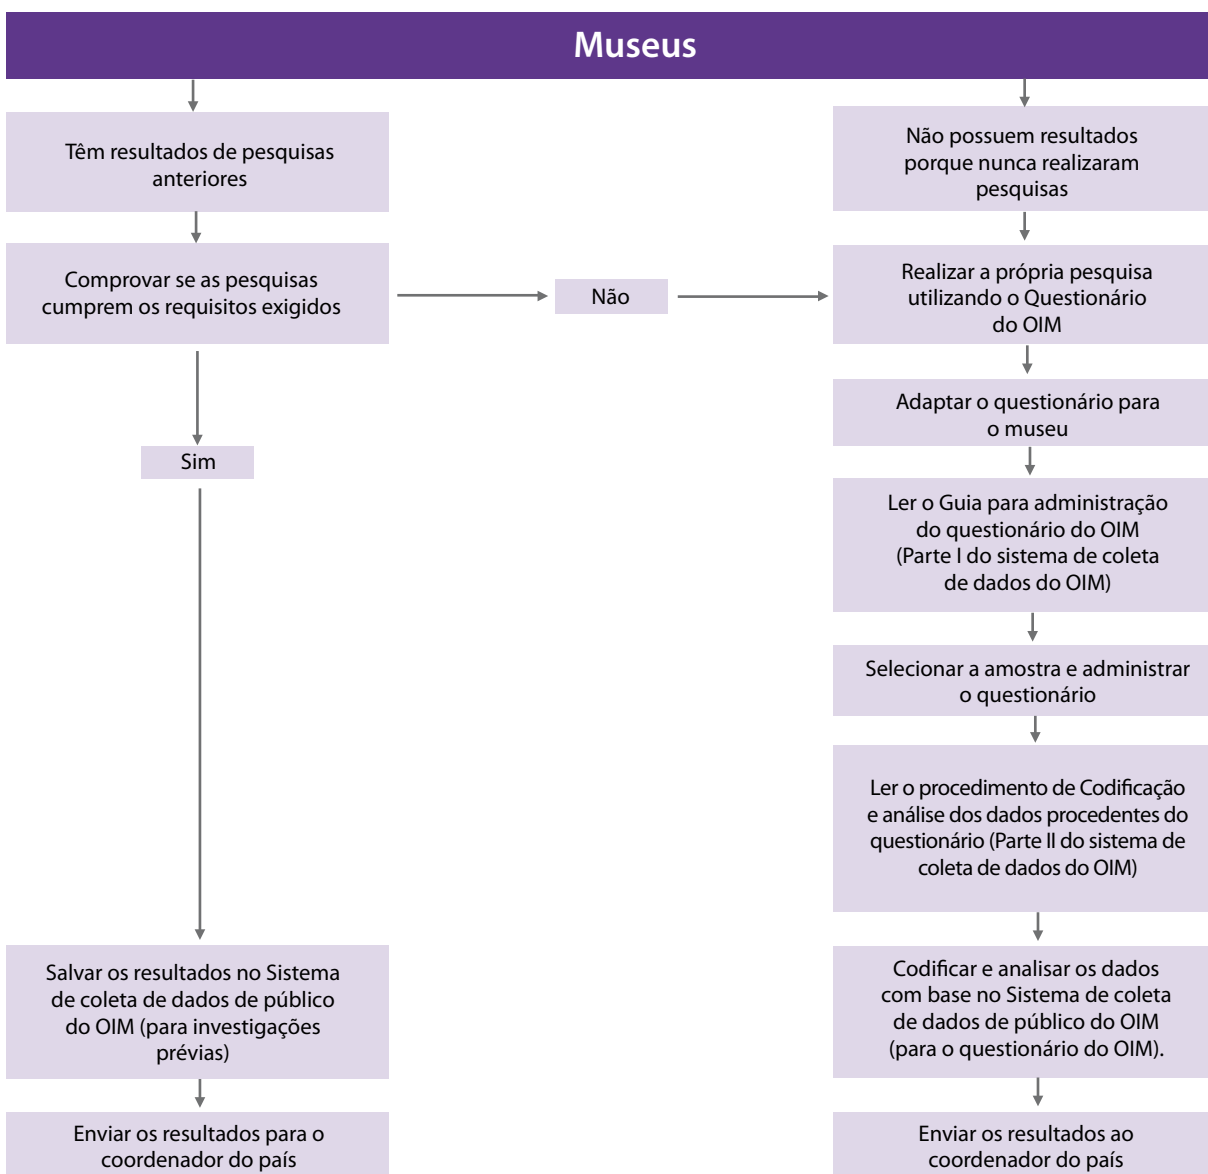 Museus
Têm resultados de pesquisas
anteriores
Comprovar se as pesquisas
cumprem os requisitos exigidos
Não
Sim
Salvar os resultados no Sistema
de coleta de dados de público
do OIM (para investigações
prévias)
Enviar os resultados para o
coordenador do país
Não possuem resultados
porque nunca realizaram
pesquisas
Realizar a própria pesquisa
utilizando o Questionário
do OIM
Adaptar o questionário para
o museu
Ler o Guia para administração
do questionário do OIM
(Parte I do sistema de coleta
de dados do OIM)
Selecionar a amostra e administrar
o questionário
Ler o procedimento de Codificação
e análise dos dados procedentes do
questionário (Parte II do sistema de
coleta de dados do OIM)
Codificar e analisar os dados
com base no Sistema de coleta
de dados de público do OIM
(para o questionário do OIM).
Enviar os resultados ao
coordenador do país